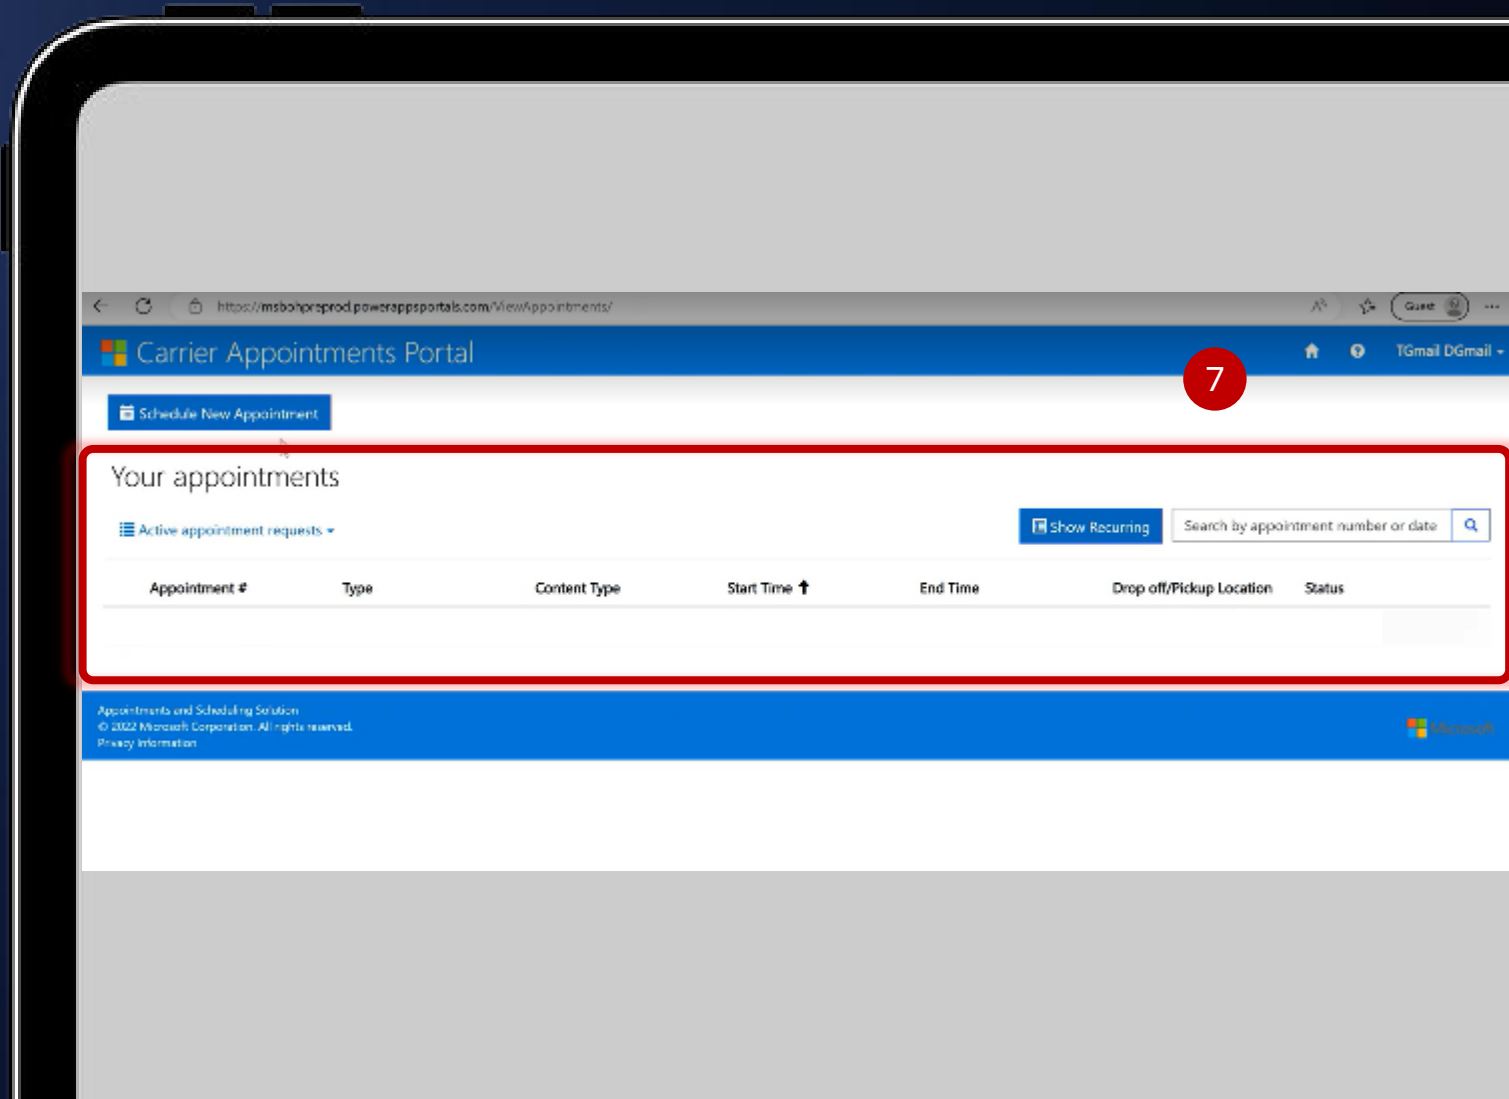 https://msbohpreprod.powerappsportals.com/ViewAppointments/
Guest
Carrier Appointments Portal
TGmail DGmail
7
Schedule New Appointment
Your appointments
Active appointment requests
Show Recurring
Search by appointment number or date
Appointment # Type Content Type Start Time End Time Drop off/Pickup Location Status
Appointments and Scheduling Solution
© 2022 Microsoft Corporation. All rights reserved.
Privacy Information
Microsoft